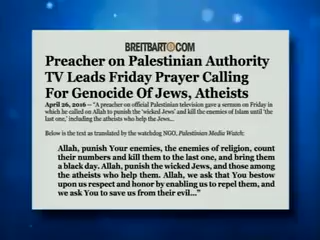 BREITBART.COM
Preacher on Palestinian Authority
TV Leads Friday Prayer Calling
For Genocide Of Jews, Atheists
April 26, 2016 – "A preacher on official Palestinian television gave a sermon on Friday in
which he called on Allah to punish the 'wicked Jews' and kill the enemies of Islam until 'the
last one,' including the atheists who help the Jews...
Below is the text as translated by the watchdog NGO, Palestinian Media Watch:
Allah, punish Your enemies, the enemies of religion, count
their numbers and kill them to the last one, and bring them
a black day. Allah, punish the wicked Jews, and those among
the atheists who help them. Allah, we ask that You bestow
upon us respect and honor by enabling us to repel them, and
we ask You to save us from their evil..."